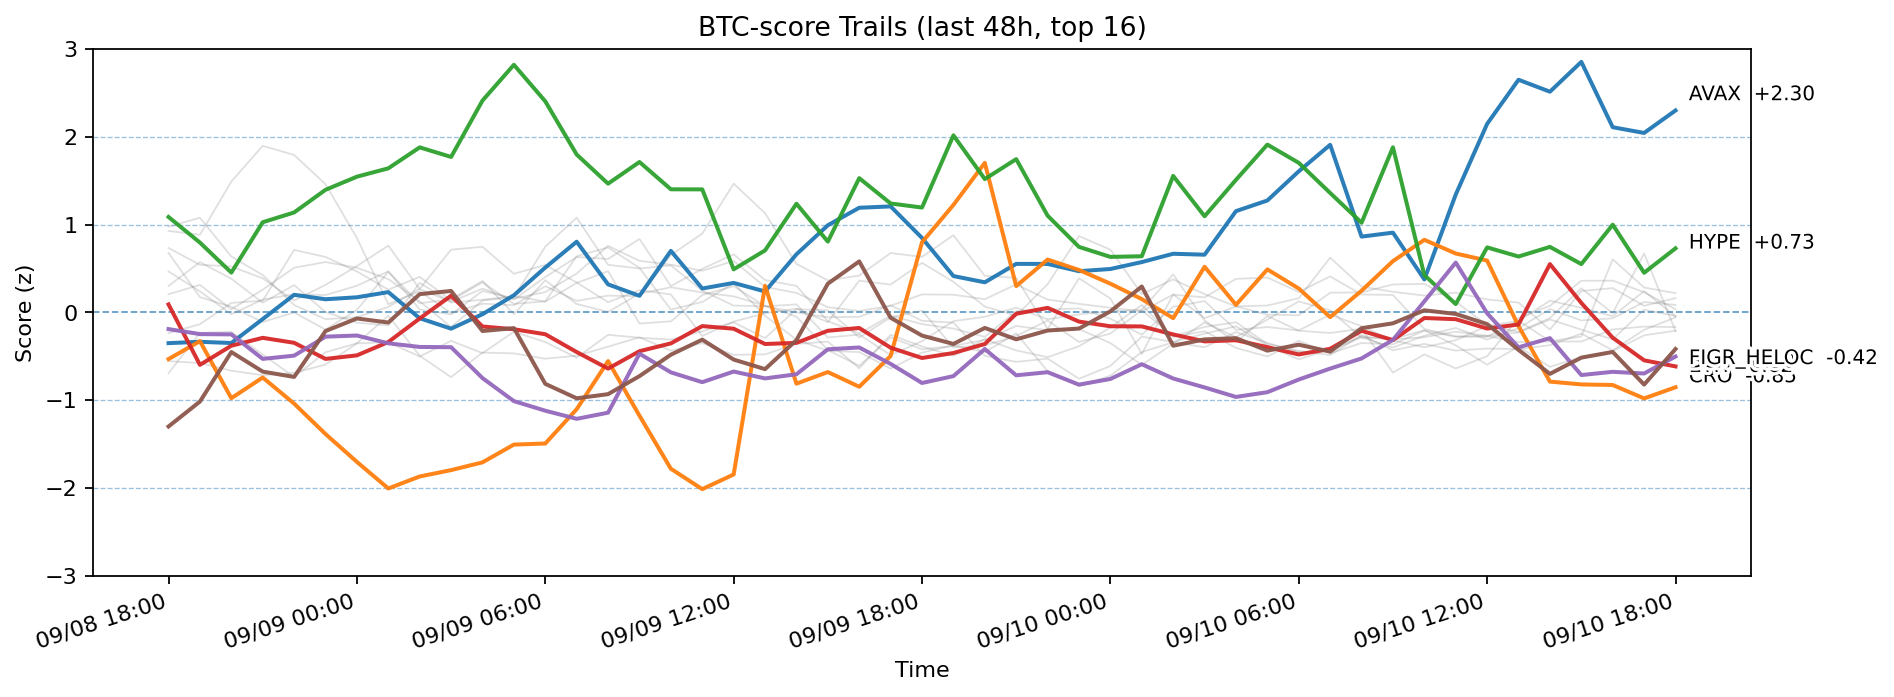 BTC-score Trails (last 48h, top 16)
Score (z)
3
2
1
0
−1
−2
−3
AVAX +2.30
HYPE +0.73
FIGR_HELOC -0.42
CRO -0.85
09/08 18:00
09/09 00:00
09/09 06:00
09/09 12:00
09/09 18:00
09/10 00:00
09/10 06:00
09/10 12:00
09/10 18:00
Time